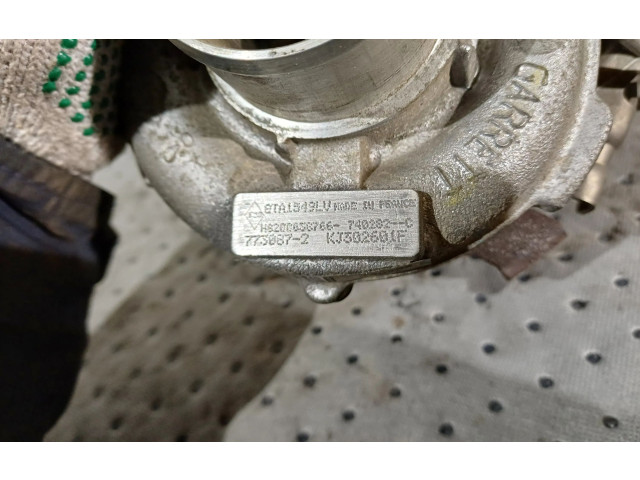 GARRETT
GTA1549LV MADE IN FRANCE
H8200638766- 740282--C
773087-2 KJ302601F